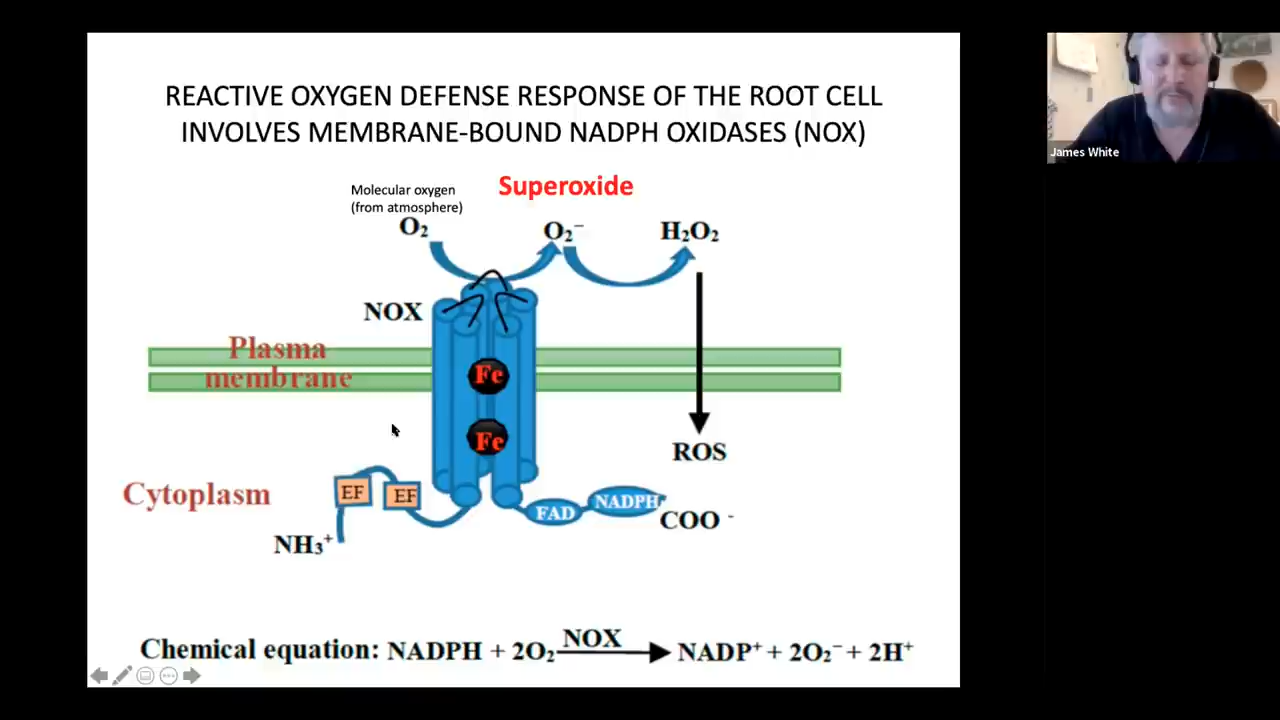 REACTIVE OXYGEN DEFENSE RESPONSE OF THE ROOT CELL
INVOLVES MEMBRANE-BOUND NADPH OXIDASES (NOX)
James White
Molecular oxygen
(from atmosphere)
Superoxide
O₂
O₂⁻
H₂O₂
NOX
Plasma
membrane
Fe
Fe
ROS
Cytoplasm
EF
EF
FAD
NADPH
COO -
NH₃⁺
Chemical equation: NADPH + 2O₂ NOX NADP⁺ + 2O₂⁻ + 2H⁺